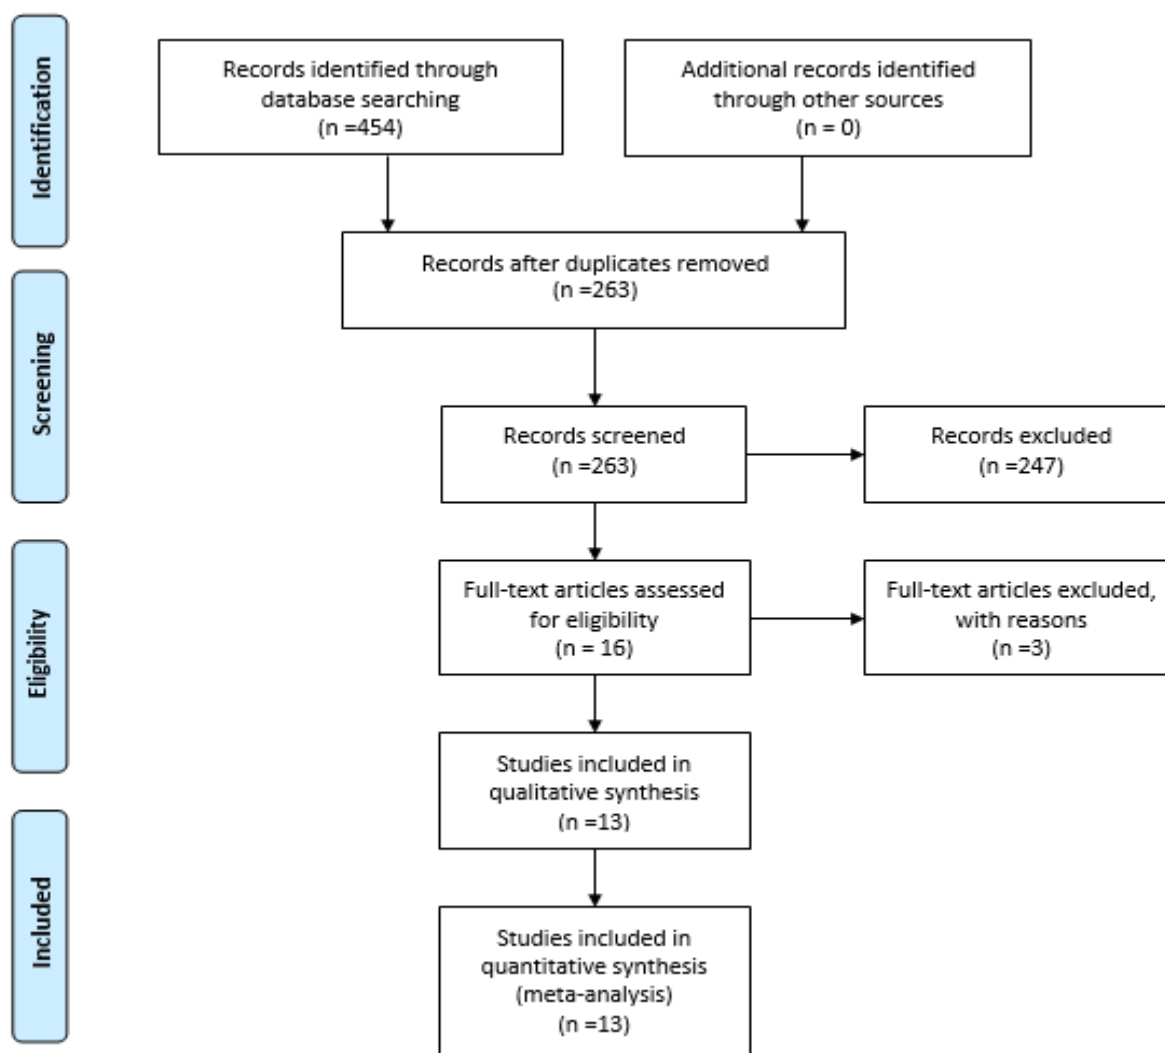 Identification
Records identified through
database searching
(n =454)
Additional records identified
through other sources
(n = 0)
Records after duplicates removed
(n =263)
Screening
Records screened
(n =263)
Records excluded
(n =247)
Eligibility
Full-text articles assessed
for eligibility
(n = 16)
Full-text articles excluded,
with reasons
(n =3)
Studies included in
qualitative synthesis
(n =13)
Included
Studies included in
quantitative synthesis
(meta-analysis)
(n =13)